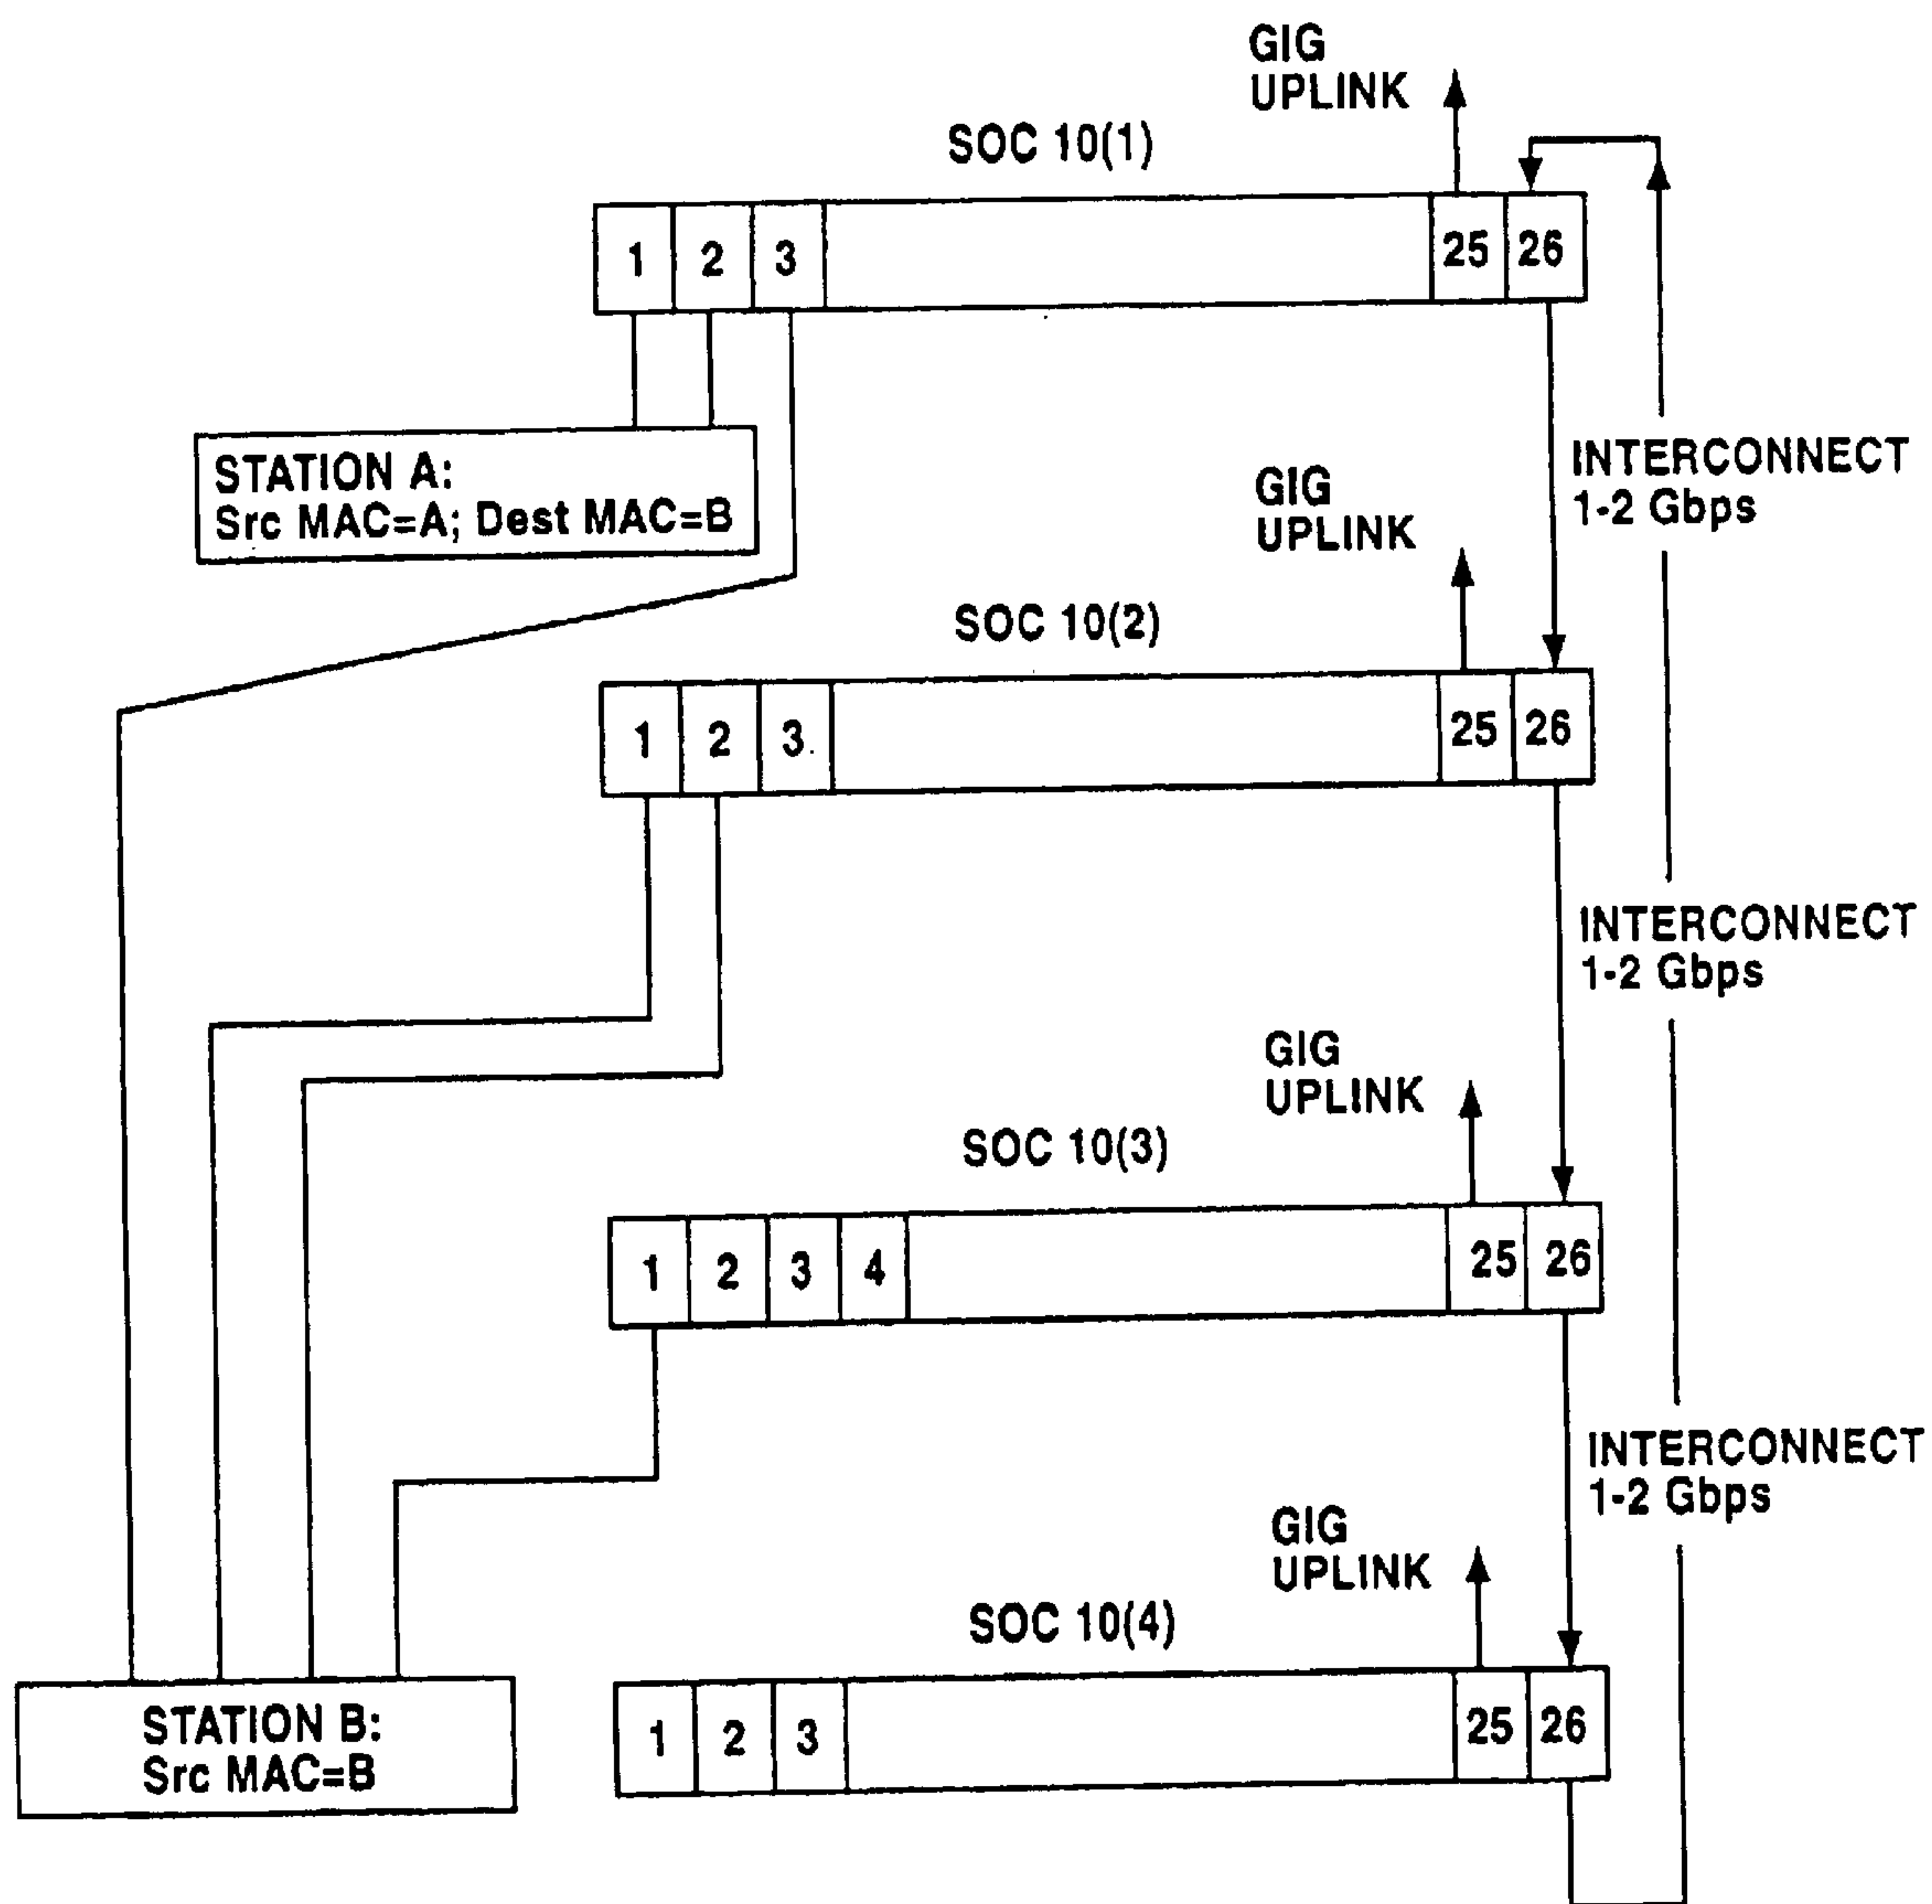 GIG
UPLINK
SOC 10(1)
1 2 3 25 26
STATION A:
Src MAC=A; Dest MAC=B
INTERCONNECT
1-2 Gbps
GIG
UPLINK
SOC 10(2)
1 2 3 25 26
INTERCONNECT
1-2 Gbps
GIG
UPLINK
SOC 10(3)
1 2 3 4 25 26
INTERCONNECT
1-2 Gbps
GIG
UPLINK
SOC 10(4)
1 2 3 25 26
STATION B:
Src MAC=B